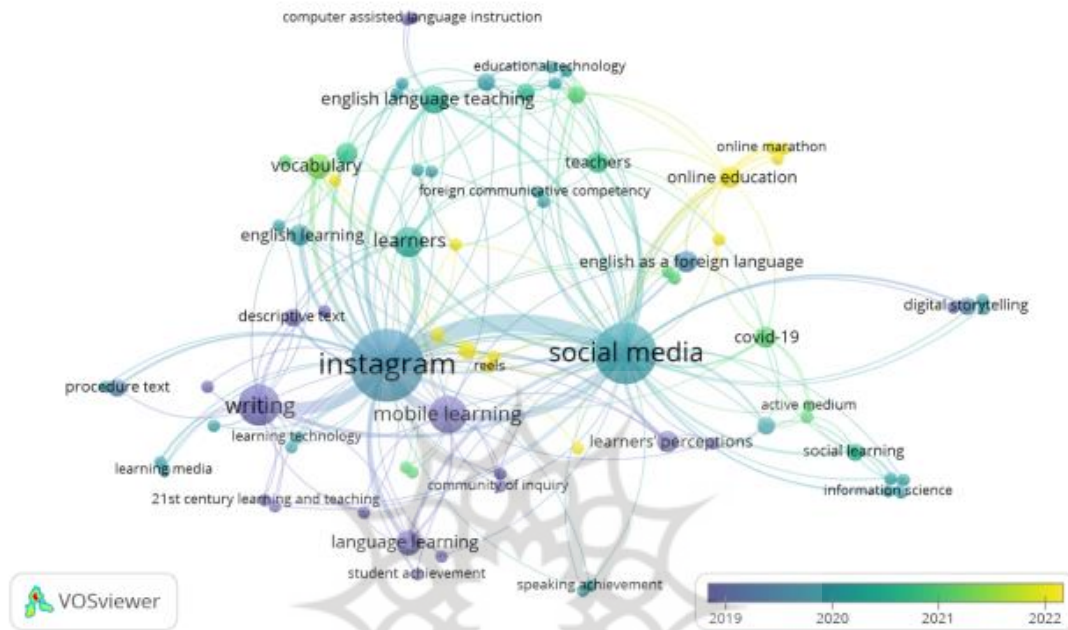 computer assisted language instruction
educational technology
english language teaching
online marathon
vocabulary
teachers
online education
foreign communicative competency
english learning
learners
english as a foreign language
digital storytelling
descriptive text
covid-19
instagram
social media
reels
procedure text
writing
mobile learning
active medium
learning technology
learners' perceptions
social learning
learning media
community of inquiry
information science
21st century learning and teaching
language learning
student achievement
speaking achievement
VOSviewer
2019 2020 2021 2022